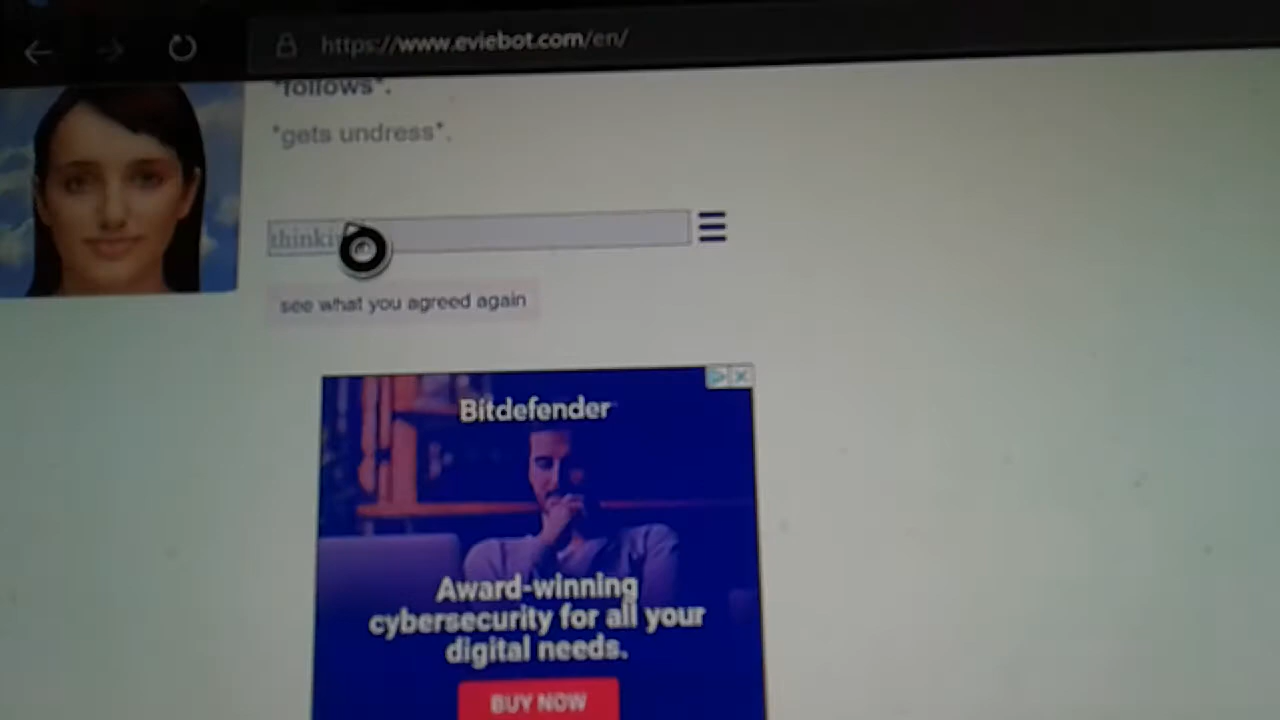 https://www.eviebot.com/en/
*follows*.
*gets undress*.
see what you agreed again
Bitdefender
Award-winning
cybersecurity for all your
digital needs.
BUY NOW